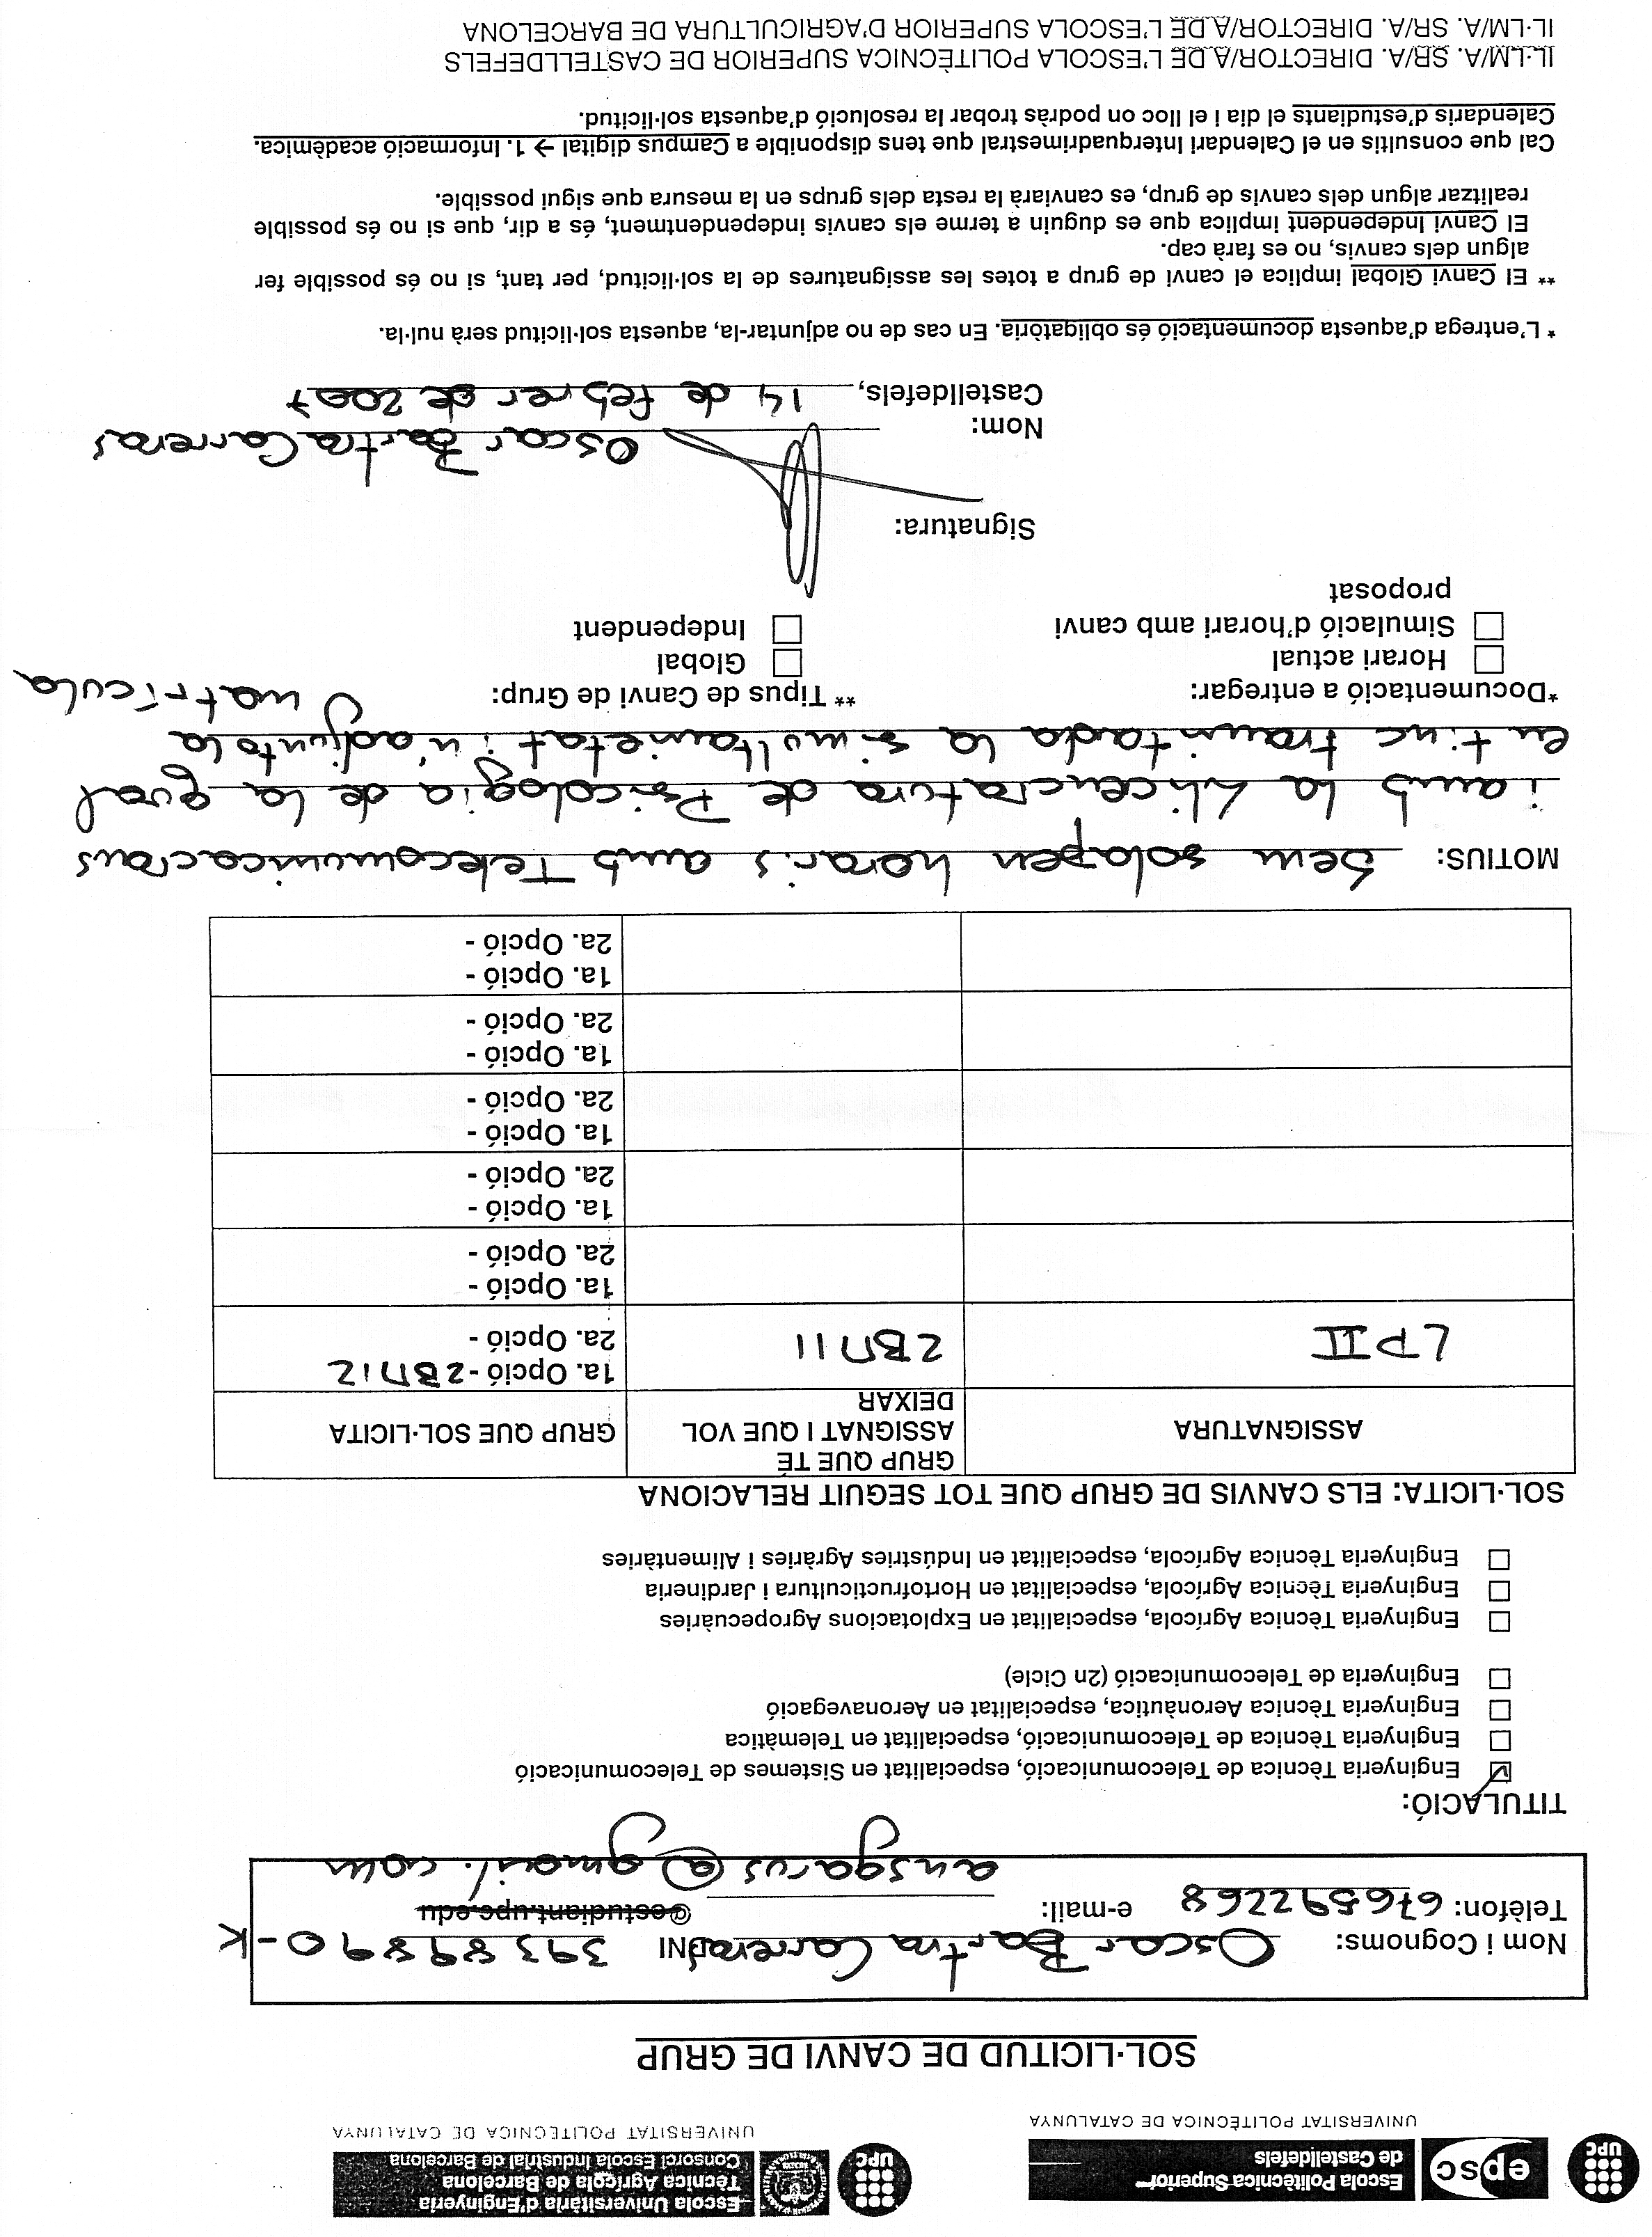 UPC
epsc
Escola Politècnica Superior
de Castelldefels
UNIVERSITAT POLITÈCNICA DE CATALUNYA
UPC
Escola Universitària d'Enginyeria
Tècnica Agrícola de Barcelona
Consorci Escola Industrial de Barcelona
UNIVERSITAT POLITÈCNICA DE CATALUNYA
SOL·LICITUD DE CANVI DE GRUP
Nom i Cognoms: Oscar Bartra Carreras DNI 39389890-K
Telèfon: 676592268 e-mail: @estudiant.upc.edu
ausgarus@gmail.com
TITULACIÓ:
Enginyeria Tècnica de Telecomunicació, especialitat en Sistemes de Telecomunicació
Enginyeria Tècnica de Telecomunicació, especialitat en Telemàtica
Enginyeria Tècnica Aeronàutica, especialitat en Aeronavegació
Enginyeria de Telecomunicació (2n Cicle)
Enginyeria Tècnica Agrícola, especialitat en Explotacions Agropecuàries
Enginyeria Tècnica Agrícola, especialitat en Hortofructicultura i Jardineria
Enginyeria Tècnica Agrícola, especialitat en Indústries Agràries i Alimentàries
SOL·LICITA: ELS CANVIS DE GRUP QUE TOT SEGUIT RELACIONA
ASSIGNATURA
GRUP QUE TÉ
ASSIGNAT I QUE VOL
DEIXAR
GRUP QUE SOL·LICITA
LP II
2BM11
1a. Opció - 2BM12
2a. Opció -
1a. Opció -
2a. Opció -
1a. Opció -
2a. Opció -
1a. Opció -
2a. Opció -
1a. Opció -
2a. Opció -
1a. Opció -
2a. Opció -
MOTIUS: Sem solapen horaris amb Telecomunicacions
i amb la Llicenciatura de Psicologia de la qual
en tinc tramitada la simultaneitat i n'adjunto la
matrícula
*Documentació a entregar:
Horari actual
Simulació d'horari amb canvi
proposat
** Tipus de Canvi de Grup:
Global
Independent
Signatura:
Nom: Oscar Bartra Carreras
Castelldefels, 14 de febrer de 2007
* L'entrega d'aquesta documentació és obligatòria. En cas de no adjuntar-la, aquesta sol·licitud serà nul·la.
** El Canvi Global implica el canvi de grup a totes les assignatures de la sol·licitud, per tant, si no és possible fer
algun dels canvis, no es farà cap.
El Canvi Independent implica que es duguin a terme els canvis independentment, és a dir, que si no és possible
realitzar algun dels canvis de grup, es canviarà la resta dels grups en la mesura que sigui possible.
Cal que consultis en el Calendari Interquadrimestral que tens disponible a Campus digital → 1. Informació acadèmica.
Calendaris d'estudiants el dia i el lloc on podràs trobar la resolució d'aquesta sol·licitud.
IL·LM/A. SR/A. DIRECTOR/A DE L'ESCOLA POLITÈCNICA SUPERIOR DE CASTELLDEFELS
IL·LM/A. SR/A. DIRECTOR/A DE L'ESCOLA SUPERIOR D'AGRICULTURA DE BARCELONA